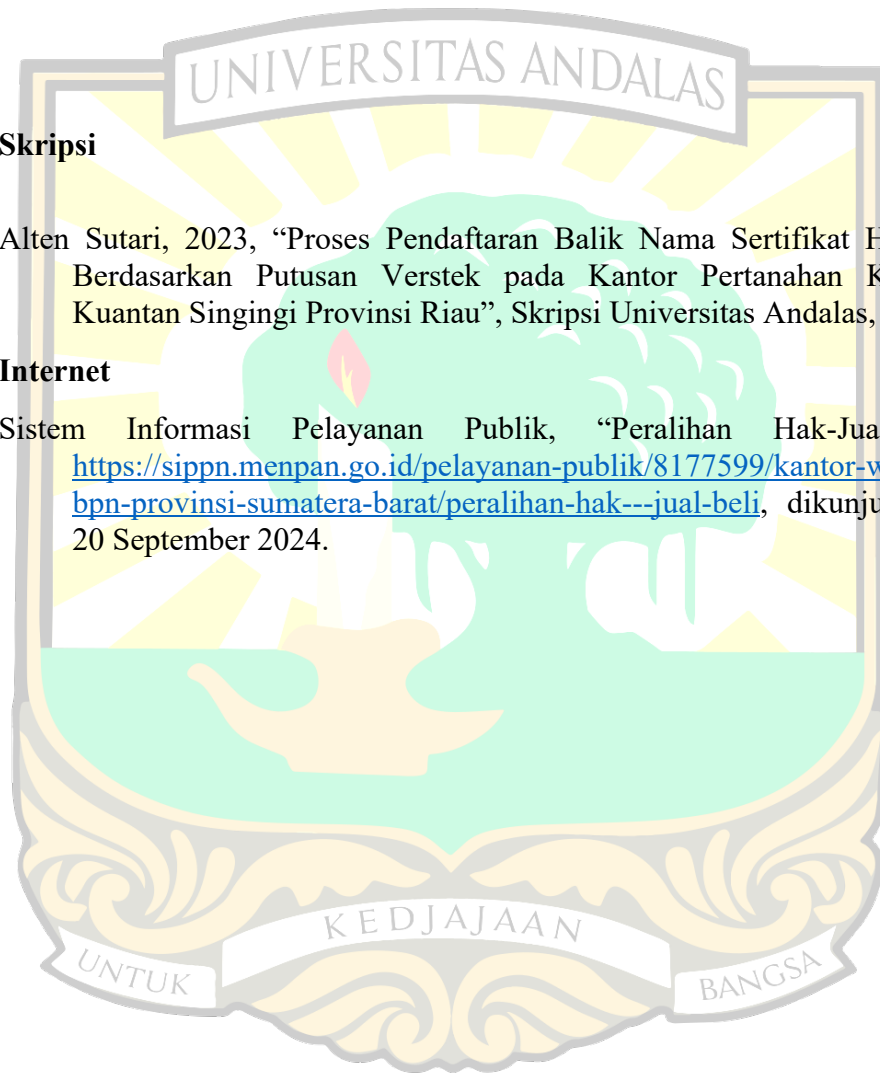 UNIVERSITAS ANDALAS
Skripsi
Alten Sutari, 2023, “Proses Pendaftaran Balik Nama Sertifikat H
Berdasarkan Putusan Verstek pada Kantor Pertanahan K
Kuantan Singingi Provinsi Riau”, Skripsi Universitas Andalas,
Internet
Sistem Informasi Pelayanan Publik, “Peralihan Hak-Jua
https://sippn.menpan.go.id/pelayanan-publik/8177599/kantor-w
bpn-provinsi-sumatera-barat/peralihan-hak---jual-beli, dikunju
20 September 2024.
UNTUK KEDJAJAAN BANGSA